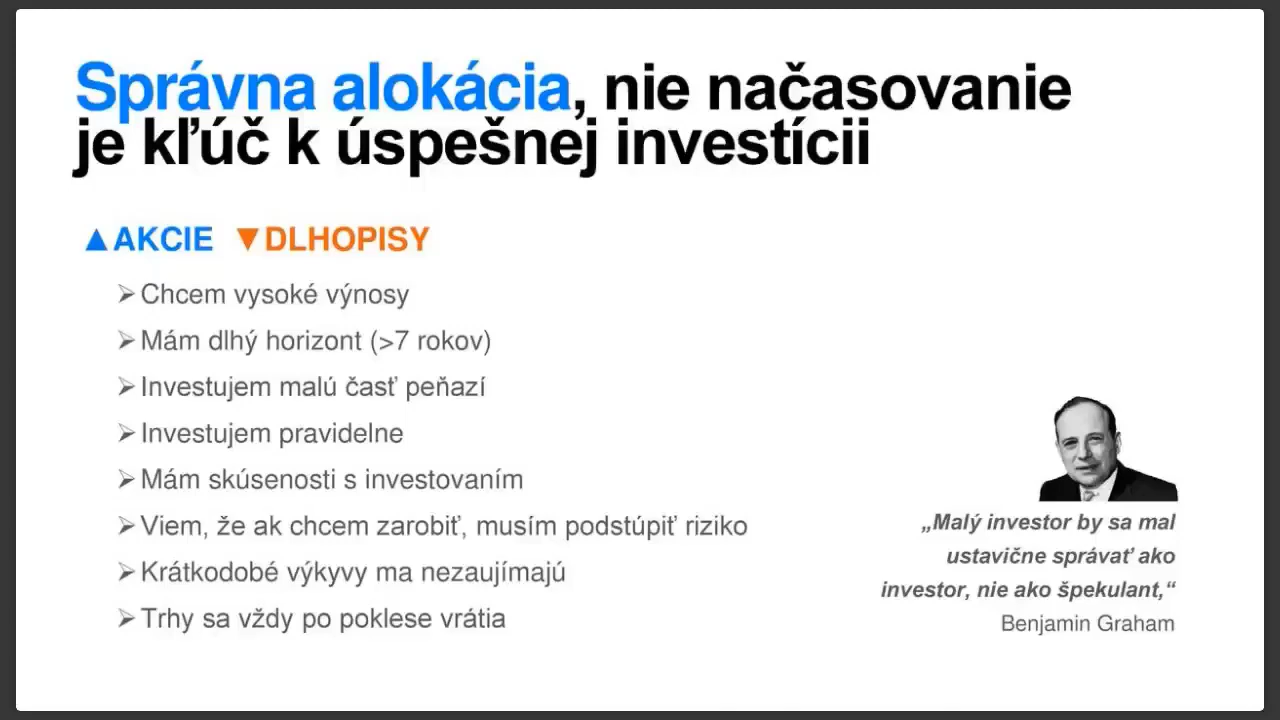 Správna alokácia, nie načasovanie
je kľúč k úspešnej investícii
▲AKCIE ▼DLHOPISY
➢Chcem vysoké výnosy
➢Mám dlhý horizont (>7 rokov)
➢Investujem malú časť peňazí
➢Investujem pravidelne
➢Mám skúsenosti s investovaním
➢Viem, že ak chcem zarobiť, musím podstúpiť riziko
➢Krátkodobé výkyvy ma nezaujímajú
➢Trhy sa vždy po poklese vrátia
„Malý investor by sa mal
ustavične správať ako
investor, nie ako špekulant,“
Benjamin Graham